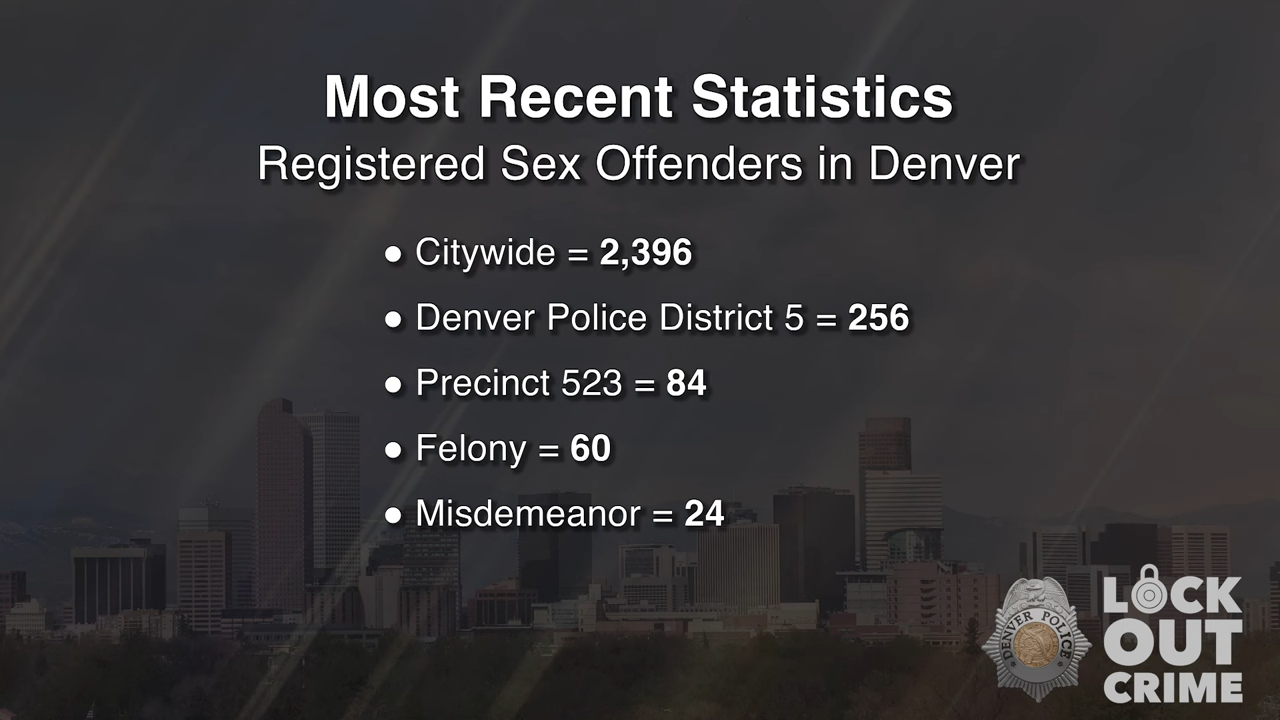 Most Recent Statistics
Registered Sex Offenders in Denver
● Citywide = 2,396
● Denver Police District 5 = 256
● Precinct 523 = 84
● Felony = 60
● Misdemeanor = 24
DENVER POLICE
LOCK
OUT
CRIME